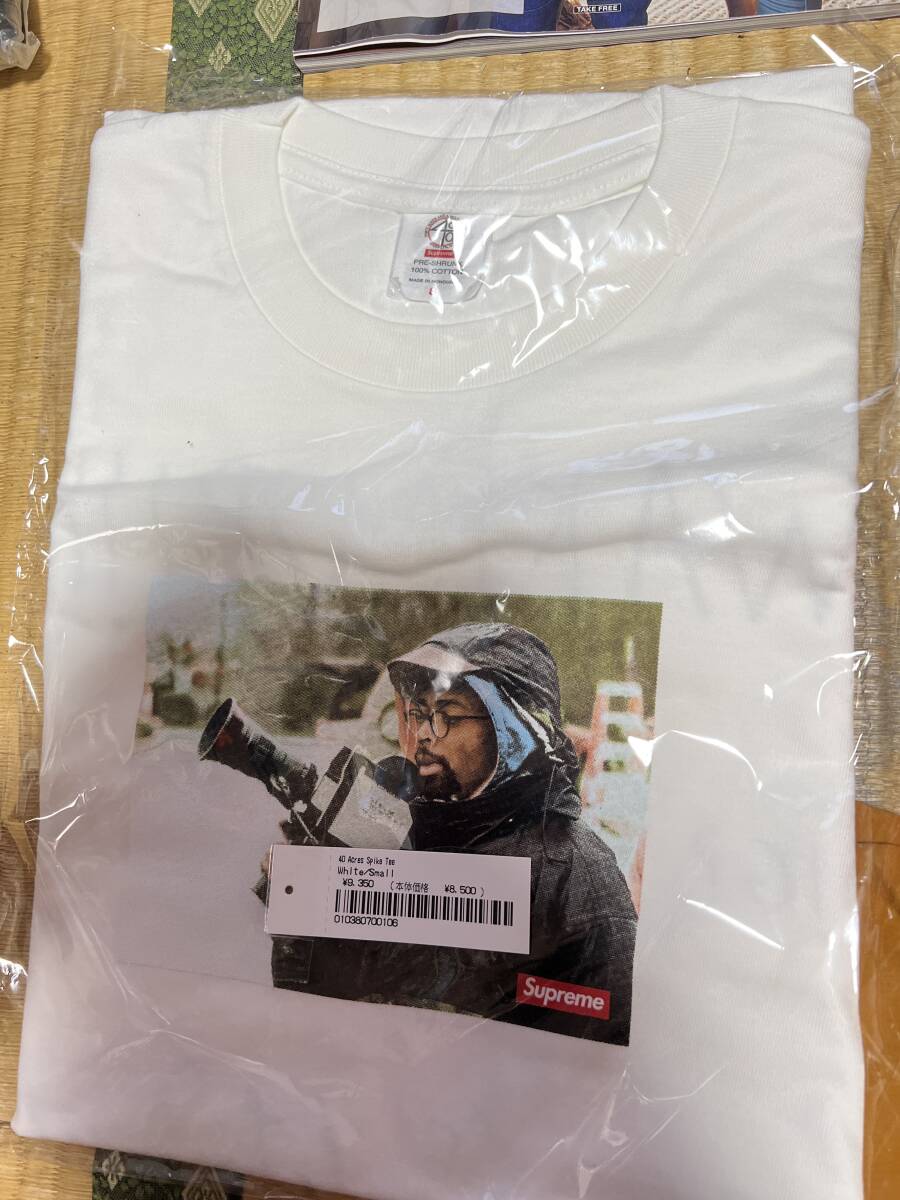 TAKE FREE
Supreme
PRE-SHRUNK
100% COTTON
40 Acres Spike Tee
White/Small
¥9.350 (本体価格 ¥8.500 )
010380700106
Supreme